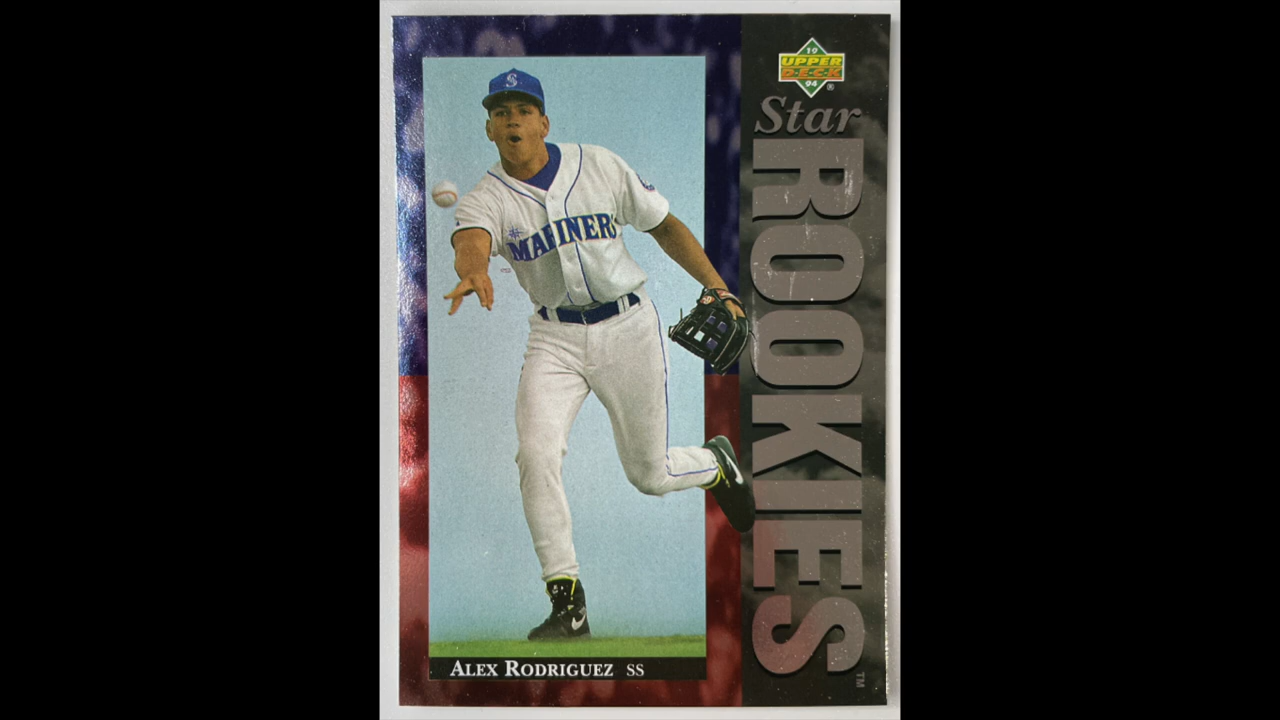 19
UPPER
DECK
94
®
Star
ROOKIES
TM
S
MARINERS
ALEX RODRIGUEZ SS